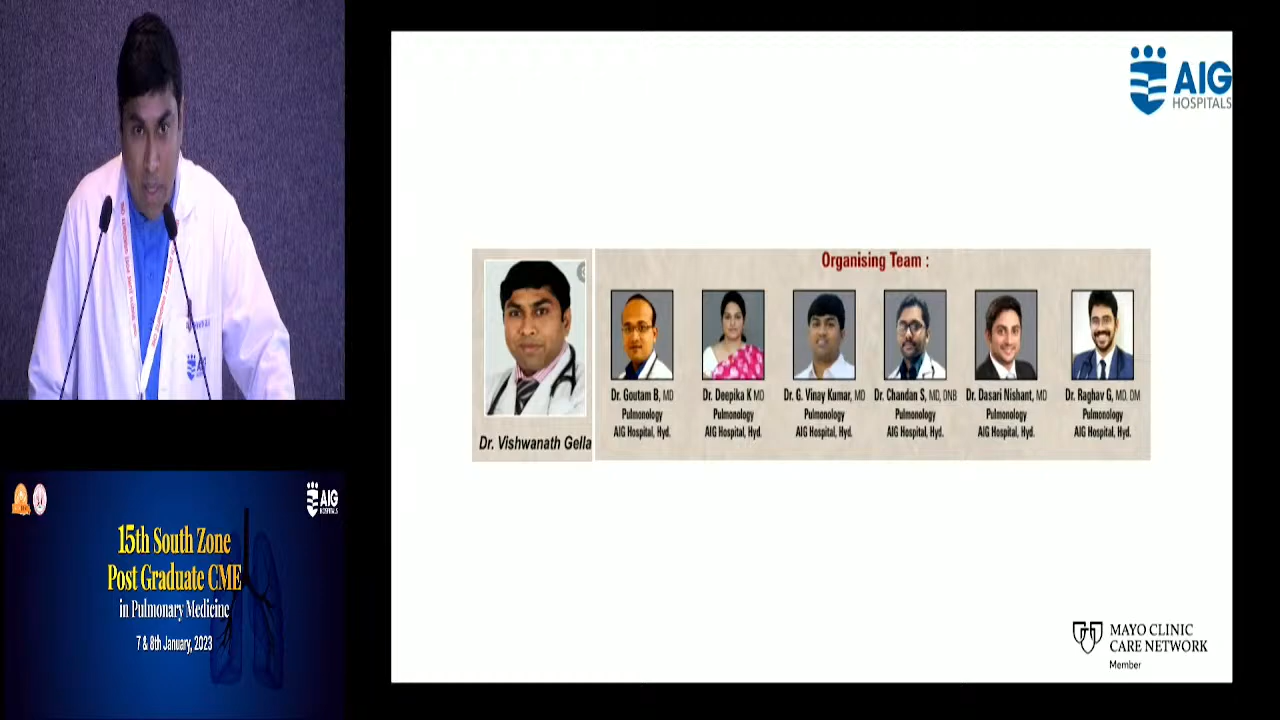 AIG
HOSPITALS
Organising Team :
Dr. Vishwanath Gella
Dr. Goutam B, MD
Pulmonology
AIG Hospital, Hyd.
Dr. Deepika K MD
Pulmonology
AIG Hospital, Hyd.
Dr. G. Vinay Kumar, MD
Pulmonology
AIG Hospital, Hyd.
Dr. Chandan S, MD, DNB
Pulmonology
AIG Hospital, Hyd.
Dr. Dasari Nishant, MD
Pulmonology
AIG Hospital, Hyd.
Dr. Raghav G, MD. DM
Pulmonology
AIG Hospital, Hyd.
MAYO CLINIC
CARE NETWORK
Member
AIG
HOSPITALS
15th South Zone
Post Graduate CME
in Pulmonary Medicine
7 & 8th January, 2023